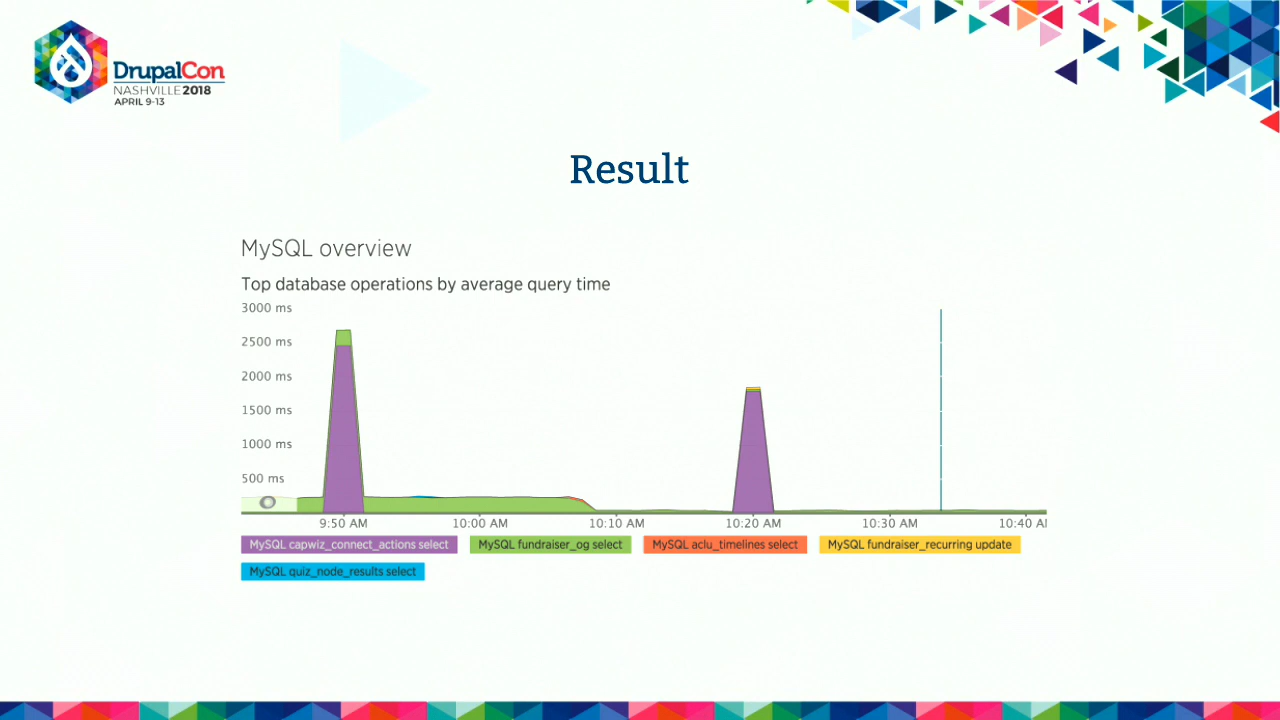 DrupalCon
NASHVILLE 2018
APRIL 9-13
Result
MySQL overview
Top database operations by average query time
3000 ms
2500 ms
2000 ms
1500 ms
1000 ms
500 ms
9:50 AM 10:00 AM 10:10 AM 10:20 AM 10:30 AM 10:40 AM
MySQL capwiz_connect_actions select MySQL fundraiser_og select MySQL aclu_timelines select MySQL fundraiser_recurring update
MySQL quiz_node_results select